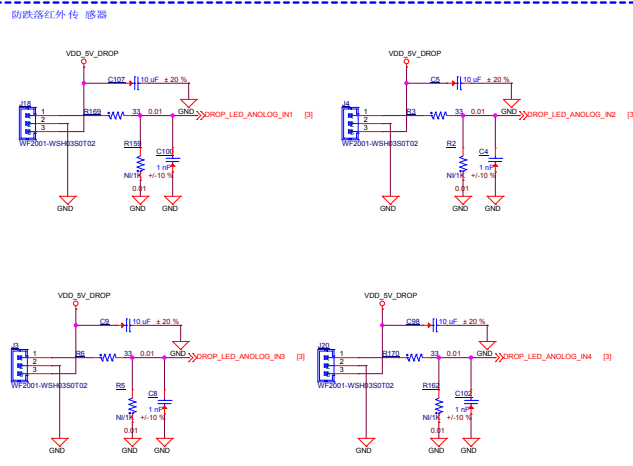 防跌落红外传 感器
VDD_5V_DROP
C107 10 uF ± 20 %
J18
1
2
3
R169 33 0.01 GND DROP_LED_ANOLOG_IN1 [3]
WF2001-WSH03S0T02
R159 C100
1 nF
NI/1K +/-10 %
0.01
GND GND GND
VDD_5V_DROP
C5 10 uF ± 20 %
J4
1
2
3
R3 33 0.01 GND DROP_LED_ANOLOG_IN2 [3]
WF2001-WSH03S0T02
R2 C4
1 nF
NI/1K +/-10 %
0.01
GND GND GND
VDD_5V_DROP
C9 10 uF ± 20 %
J3
1
2
3
R6 33 0.01 GND DROP_LED_ANOLOG_IN3 [3]
WF2001-WSH03S0T02
R5 C8
1 nF
NI/1K +/-10 %
0.01
GND GND GND
VDD_5V_DROP
C98 10 uF ± 20 %
J20
1
2
3
R170 33 0.01 GND DROP_LED_ANOLOG_IN4 [3]
WF2001-WSH03S0T02
R162 C102
1 nF
NI/1K +/-10 %
0.01
GND GND GND